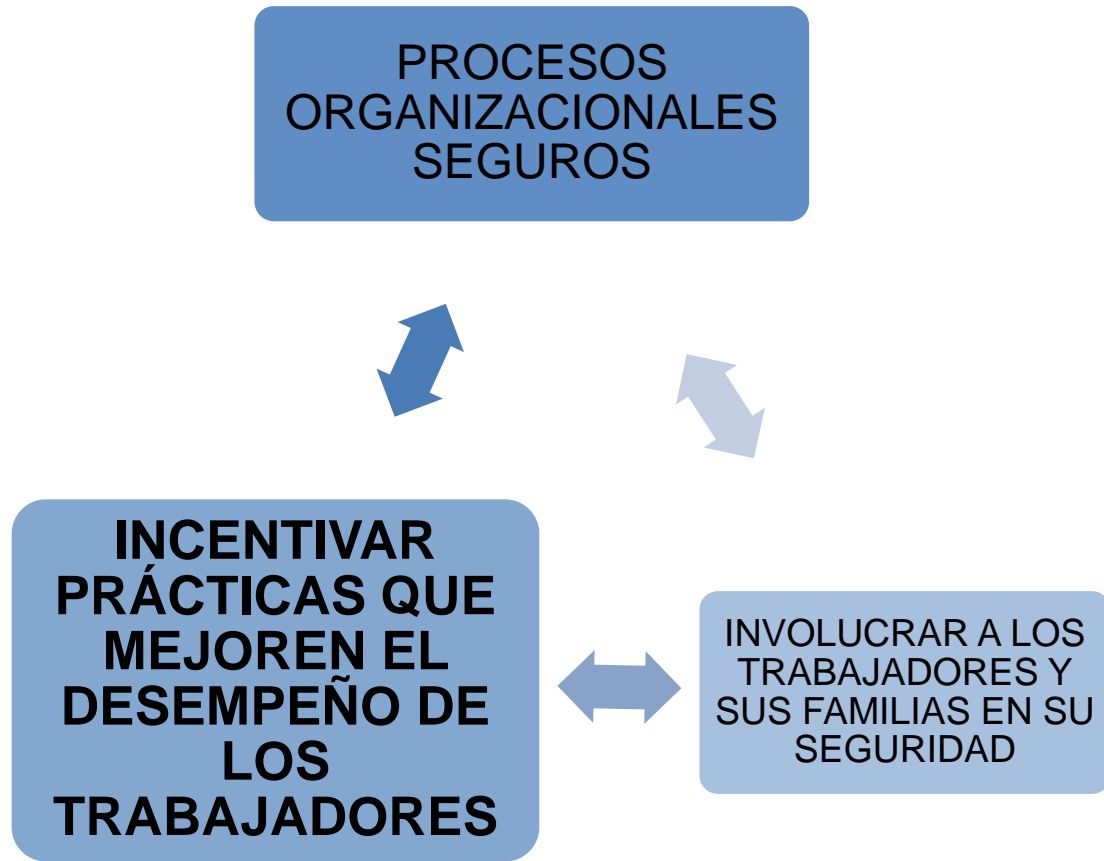 PROCESOS
ORGANIZACIONALES
SEGUROS
INCENTIVAR
PRÁCTICAS QUE
MEJOREN EL
DESEMPEÑO DE
LOS
TRABAJADORES
INVOLUCRAR A LOS
TRABAJADORES Y
SUS FAMILIAS EN SU
SEGURIDAD